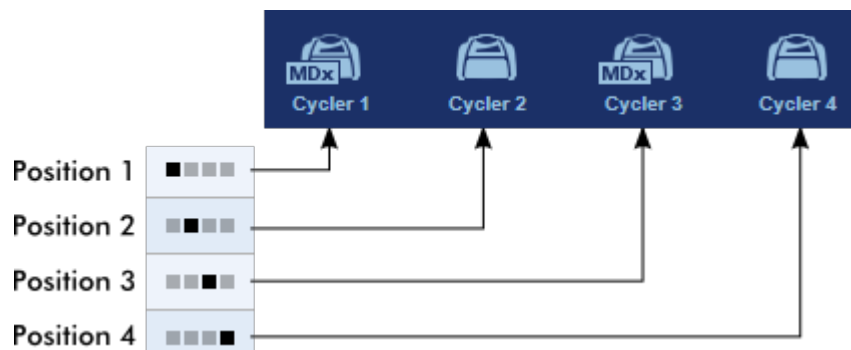 MDx MDx
Cycler 1 Cycler 2 Cycler 3 Cycler 4
Position 1
Position 2
Position 3
Position 4